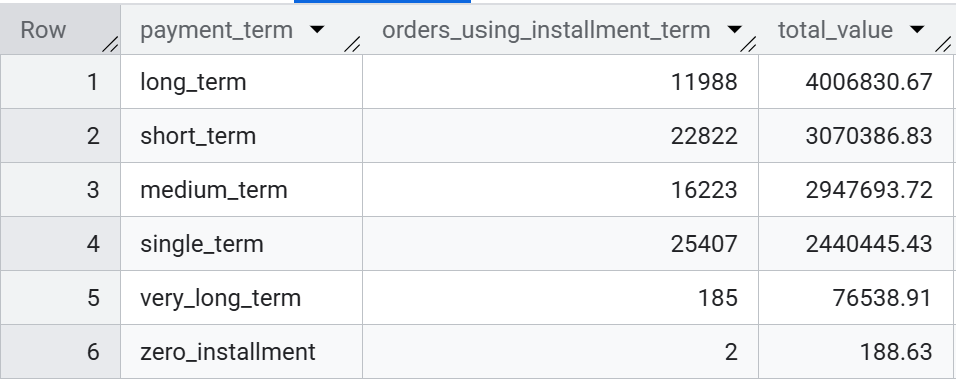 Row payment_term orders_using_installment_term total_value
1 long_term 11988 4006830.67
2 short_term 22822 3070386.83
3 medium_term 16223 2947693.72
4 single_term 25407 2440445.43
5 very_long_term 185 76538.91
6 zero_installment 2 188.63